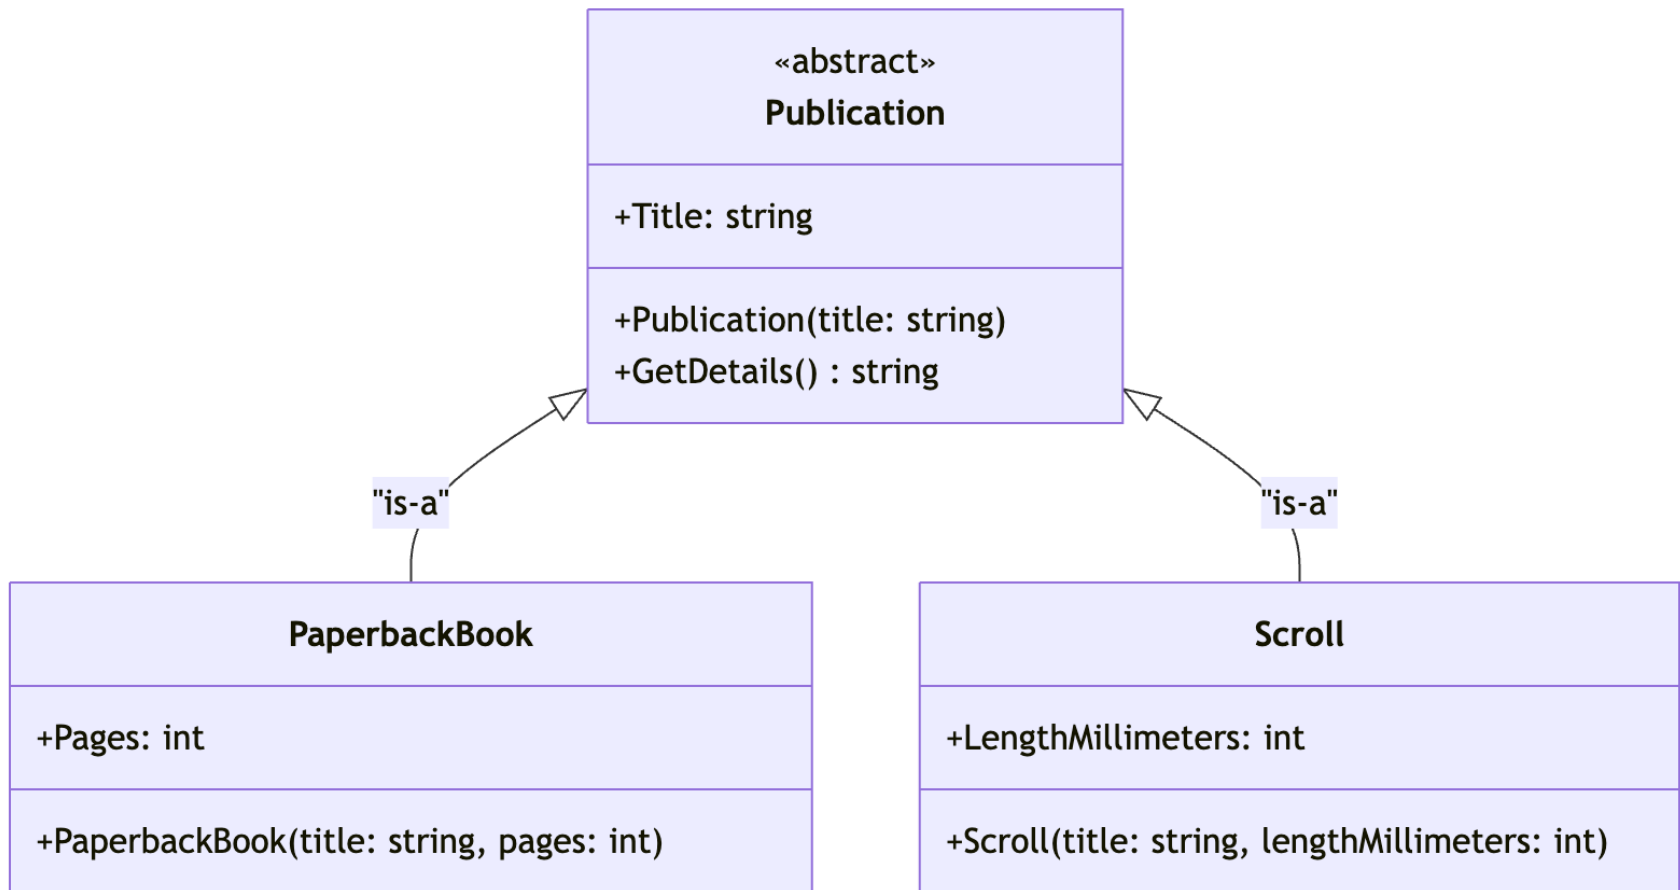 «abstract»
Publication
+Title: string
+Publication(title: string)
+GetDetails() : string
"is-a"
"is-a"
PaperbackBook
+Pages: int
+PaperbackBook(title: string, pages: int)
Scroll
+LengthMillimeters: int
+Scroll(title: string, lengthMillimeters: int)